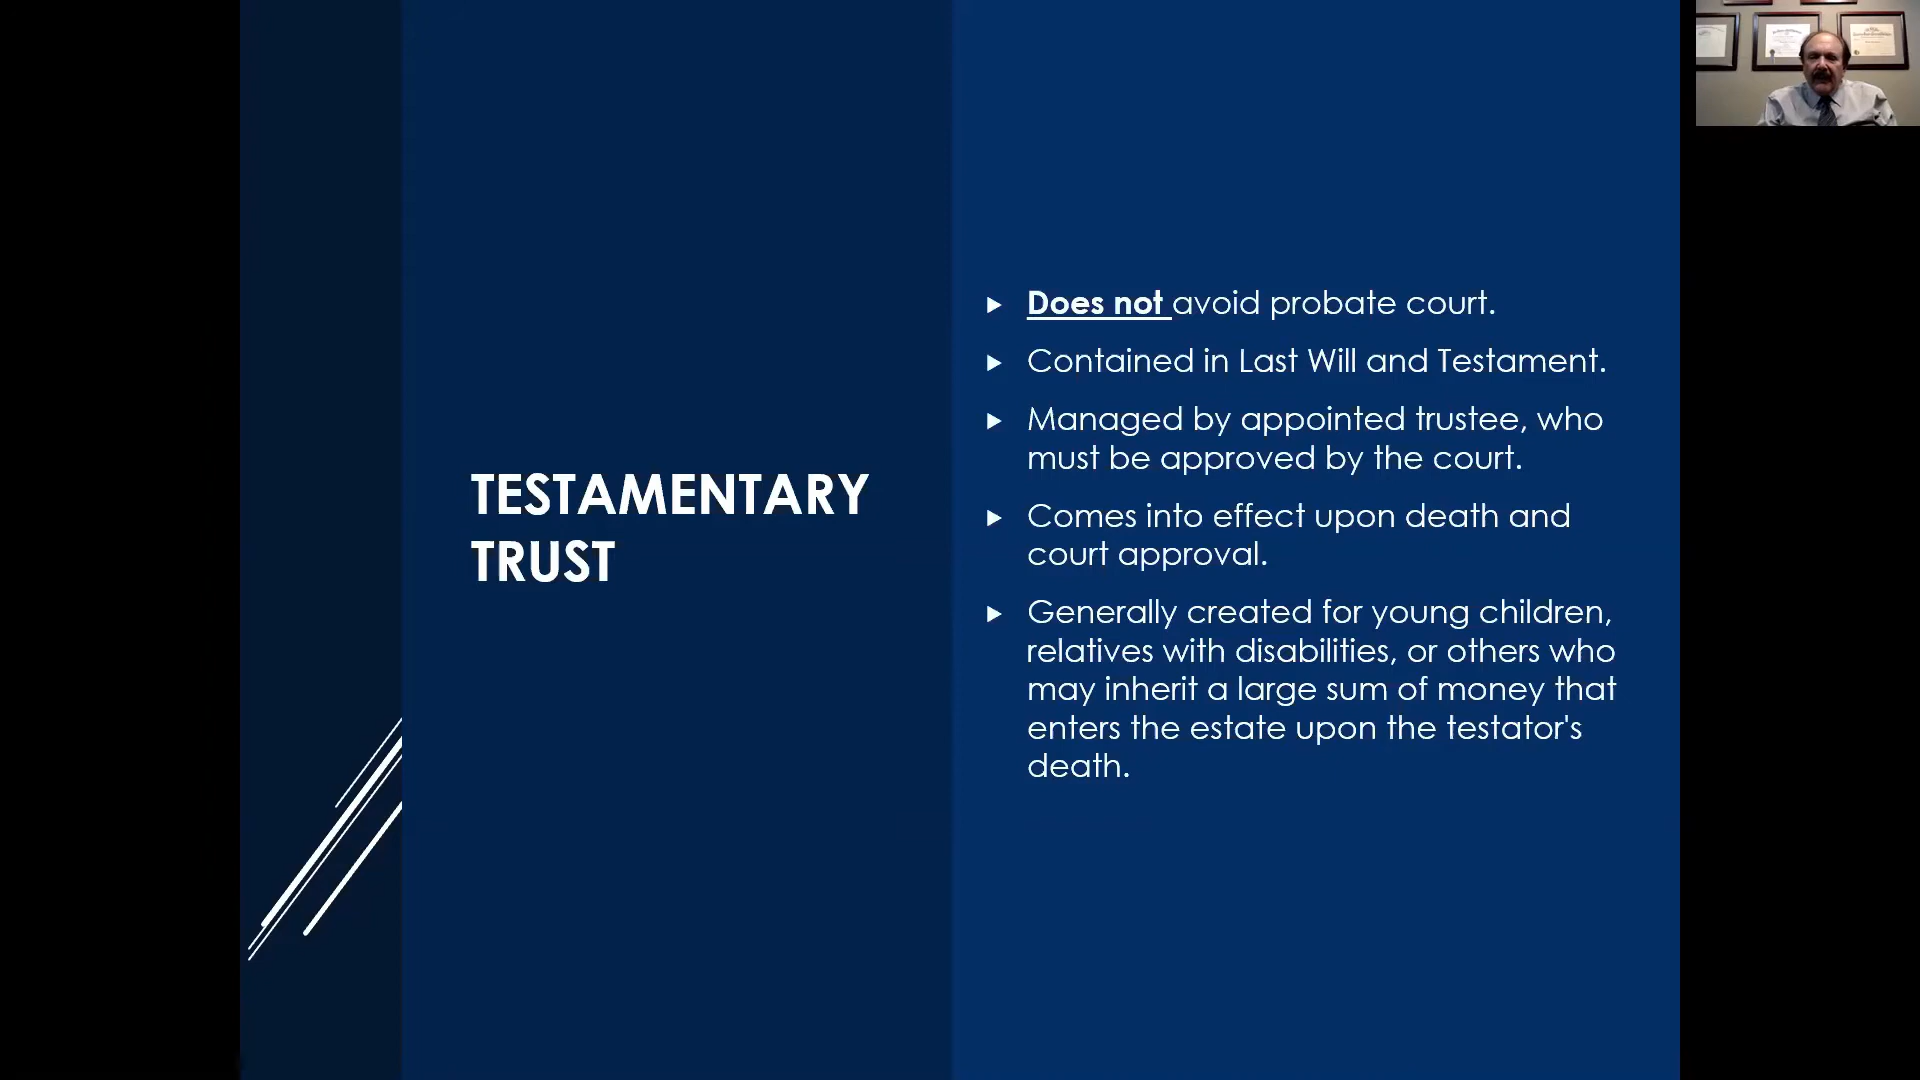 TESTAMENTARY
TRUST
Does not avoid probate court.
Contained in Last Will and Testament.
Managed by appointed trustee, who
must be approved by the court.
Comes into effect upon death and
court approval.
Generally created for young children,
relatives with disabilities, or others who
may inherit a large sum of money that
enters the estate upon the testator's
death.